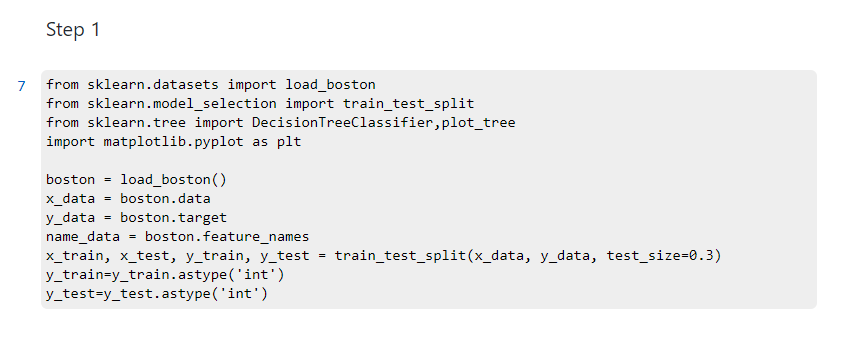 Step 1
7
from sklearn.datasets import load_boston
from sklearn.model_selection import train_test_split
from sklearn.tree import DecisionTreeClassifier,plot_tree
import matplotlib.pyplot as plt

boston = load_boston()
x_data = boston.data
y_data = boston.target
name_data = boston.feature_names
x_train, x_test, y_train, y_test = train_test_split(x_data, y_data, test_size=0.3)
y_train=y_train.astype('int')
y_test=y_test.astype('int')